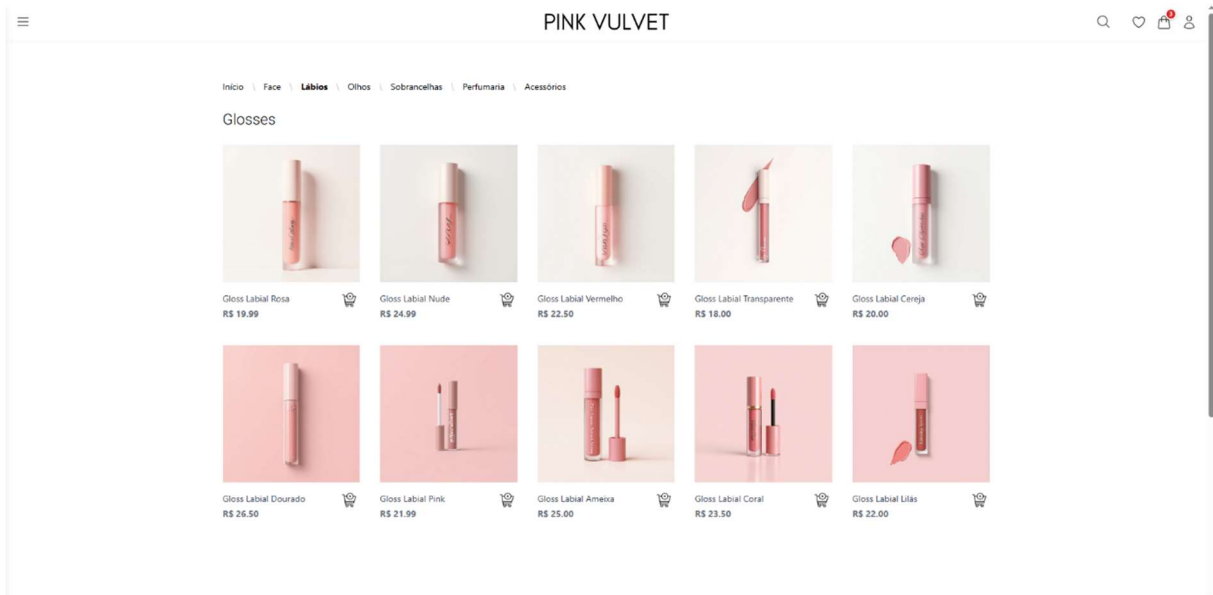 PINK VULVET
3
Início \ Face \ Lábios \ Olhos \ Sobrancelhas \ Perfumaria \ Acessórios
Glosses
Gloss Labial Rosa
R$ 19.99
Gloss Labial Nude
R$ 24.99
Gloss Labial Vermelho
R$ 22.50
Gloss Labial Transparente
R$ 18.00
Gloss Labial Cereja
R$ 20.00
Gloss Labial Dourado
R$ 26.50
Gloss Labial Pink
R$ 21.99
Gloss Labial Ameixa
R$ 25.00
Gloss Labial Coral
R$ 23.50
Gloss Labial Lilás
R$ 22.00